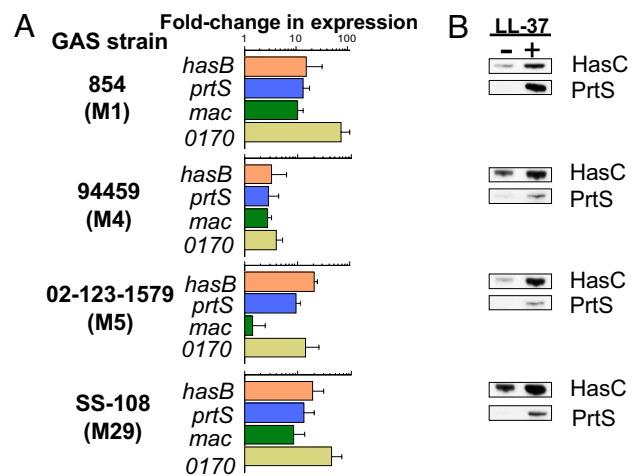 A
GAS strain
Fold-change in expression
1 10 100
854
(M1)
hasB
prtS
mac
0170
94459
(M4)
hasB
prtS
mac
0170
02-123-1579
(M5)
hasB
prtS
mac
0170
SS-108
(M29)
hasB
prtS
mac
0170
B
LL-37
- +
HasC
PrtS
HasC
PrtS
HasC
PrtS
HasC
PrtS